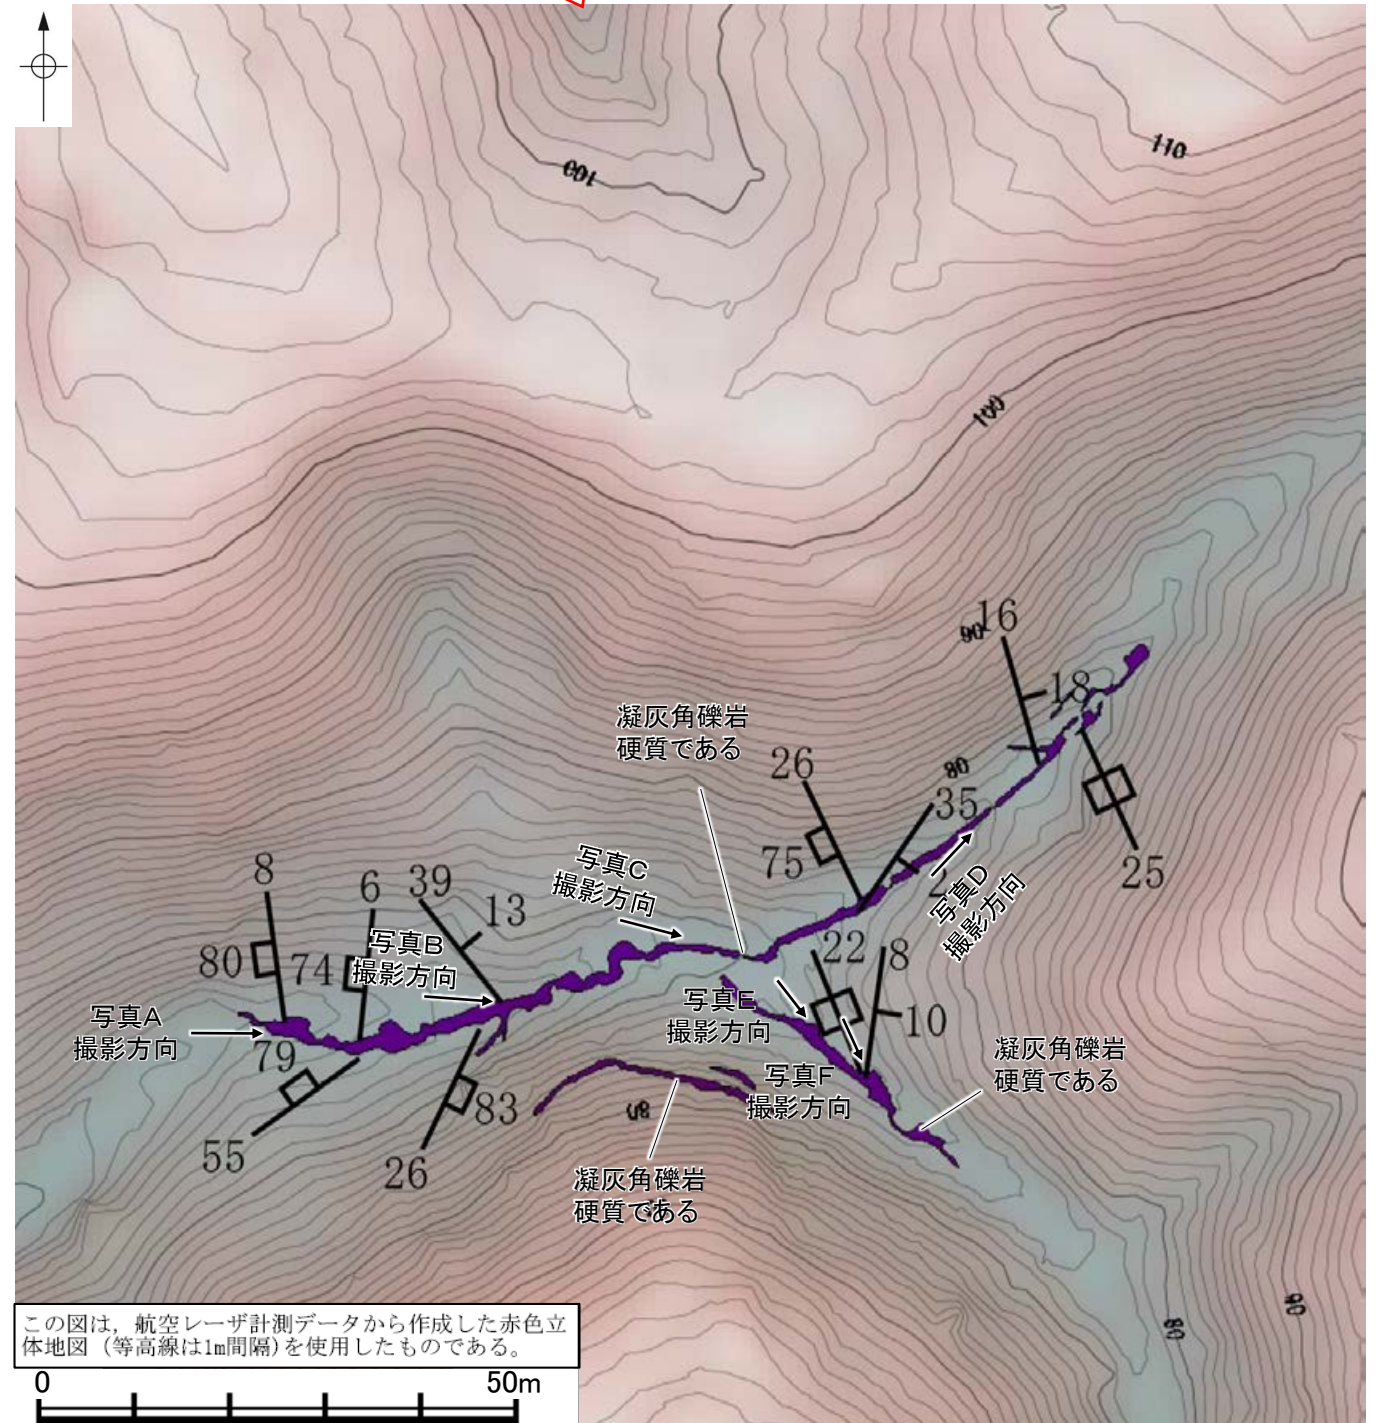 110
100
100
90
16
18
凝灰角礫岩
硬質である
26
80
35
75
25
写真C
撮影方向
2
写真D
撮影方向
8
6
39
13
80
74
写真B
撮影方向
22
8
写真E
撮影方向
10
写真A
撮影方向
79
凝灰角礫岩
硬質である
写真F
撮影方向
83
85
55
26
凝灰角礫岩
硬質である
90
80
この図は，航空レーザ計測データから作成した赤色立
体地図（等高線は1m間隔)を使用したものである。
0 50m